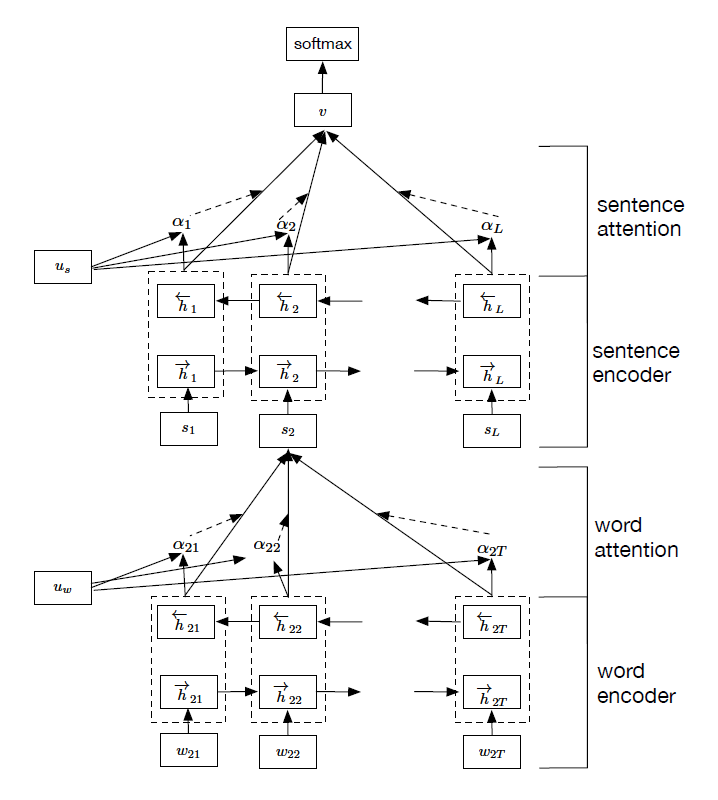 softmax
v
sentence
attention
α1 α2 αL
us
←h1 ←h2 ←hL
sentence
encoder
→h1 →h2 →hL
s1 s2 sL
word
attention
α21 α22 α2T
uw
←h21 ←h22 ←h2T
word
encoder
→h21 →h22 →h2T
w21 w22 w2T